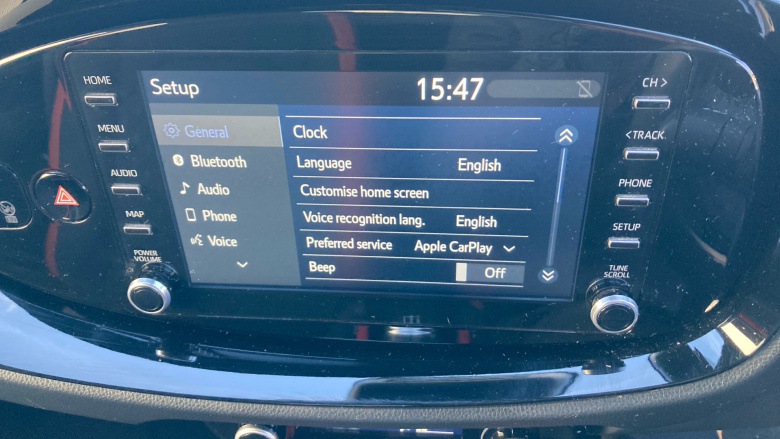 HOME
MENU
AUDIO
MAP
POWER
VOLUME
Setup
15:47
General
Bluetooth
Audio
Phone
Voice
Clock
Language English
Customise home screen
Voice recognition lang. English
Preferred service Apple CarPlay
Beep Off
CH >
< TRACK
PHONE
SETUP
TUNE
SCROLL